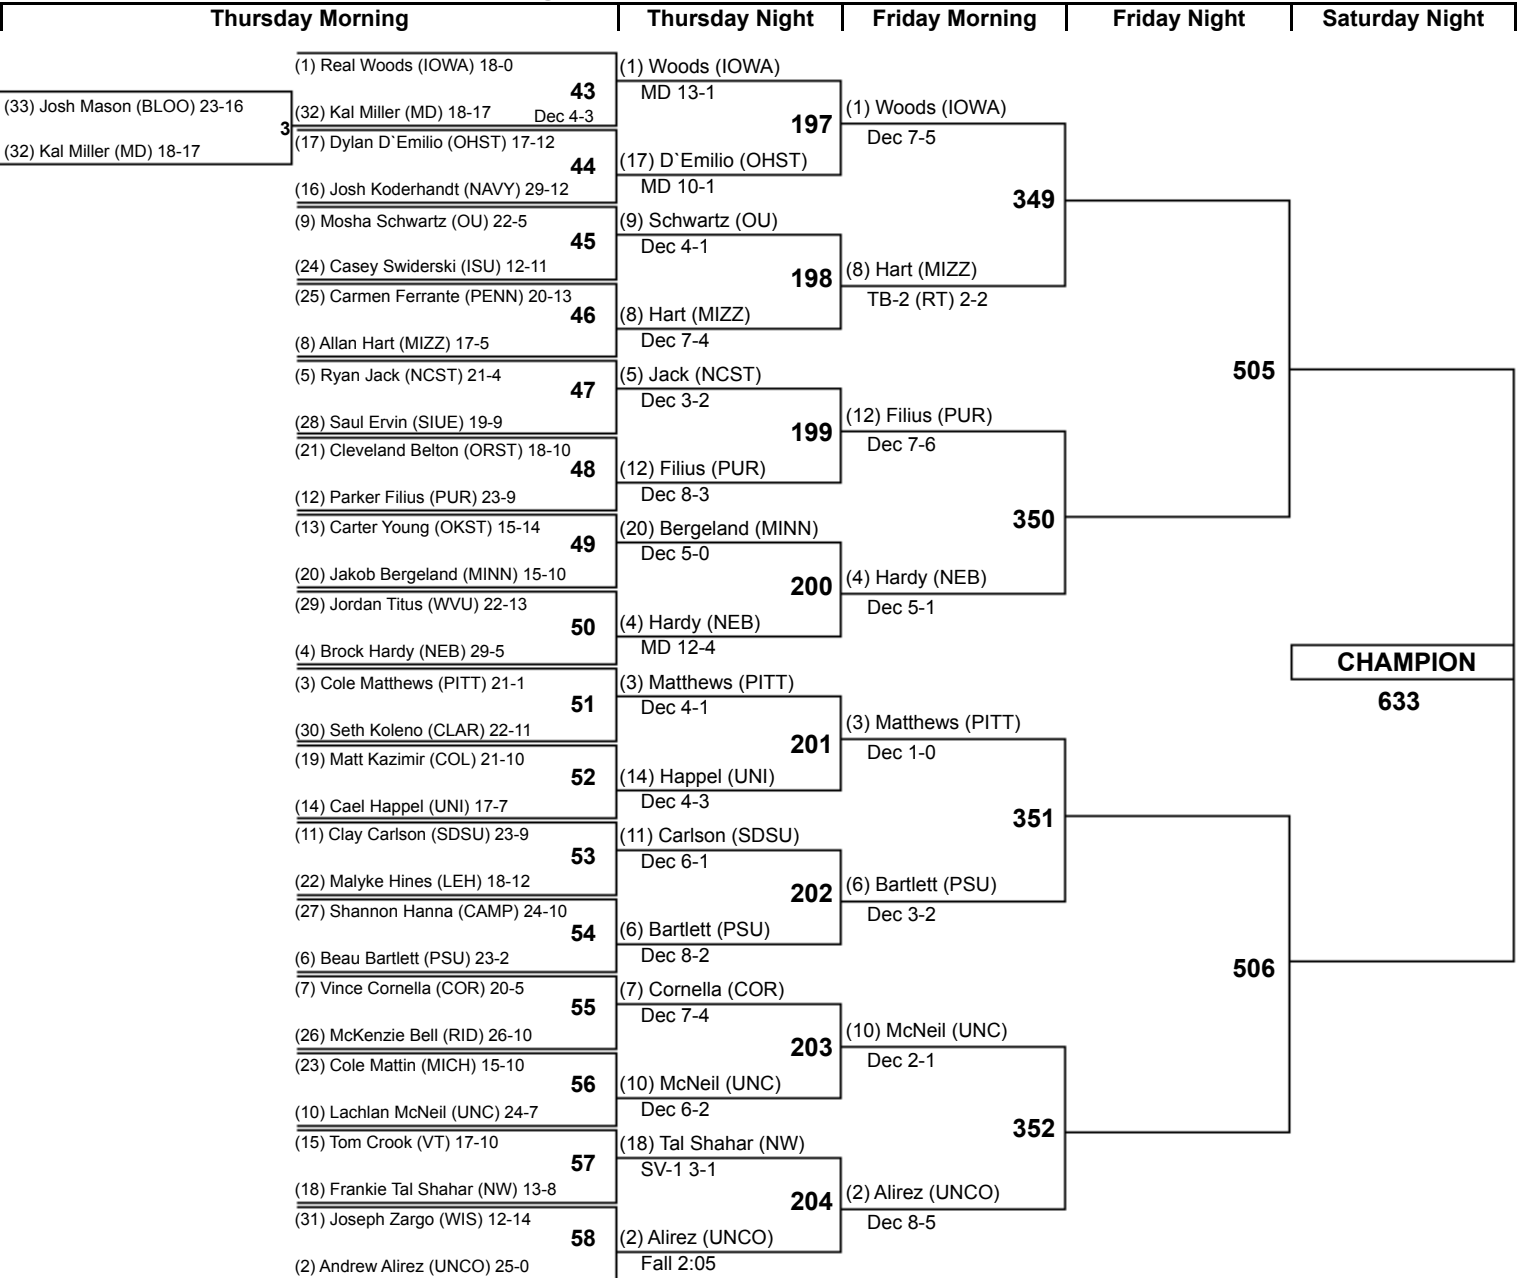 Thursday Morning
Thursday Night
Friday Morning
Friday Night
Saturday Night
(33) Josh Mason (BLOO) 23-16
3
(32) Kal Miller (MD) 18-17
(1) Real Woods (IOWA) 18-0
43
(32) Kal Miller (MD) 18-17
Dec 4-3
(17) Dylan D`Emilio (OHST) 17-12
44
(16) Josh Koderhandt (NAVY) 29-12
(9) Mosha Schwartz (OU) 22-5
45
(24) Casey Swiderski (ISU) 12-11
(25) Carmen Ferrante (PENN) 20-13
46
(8) Allan Hart (MIZZ) 17-5
(5) Ryan Jack (NCST) 21-4
47
(28) Saul Ervin (SIUE) 19-9
(21) Cleveland Belton (ORST) 18-10
48
(12) Parker Filius (PUR) 23-9
(13) Carter Young (OKST) 15-14
49
(20) Jakob Bergeland (MINN) 15-10
(29) Jordan Titus (WVU) 22-13
50
(4) Brock Hardy (NEB) 29-5
(3) Cole Matthews (PITT) 21-1
51
(30) Seth Koleno (CLAR) 22-11
(19) Matt Kazimir (COL) 21-10
52
(14) Cael Happel (UNI) 17-7
(11) Clay Carlson (SDSU) 23-9
53
(22) Malyke Hines (LEH) 18-12
(27) Shannon Hanna (CAMP) 24-10
54
(6) Beau Bartlett (PSU) 23-2
(7) Vince Cornella (COR) 20-5
55
(26) McKenzie Bell (RID) 26-10
(23) Cole Mattin (MICH) 15-10
56
(10) Lachlan McNeil (UNC) 24-7
(15) Tom Crook (VT) 17-10
57
(18) Frankie Tal Shahar (NW) 13-8
(31) Joseph Zargo (WIS) 12-14
58
(2) Andrew Alirez (UNCO) 25-0
(1) Woods (IOWA)
MD 13-1
197
(17) D`Emilio (OHST)
MD 10-1
(9) Schwartz (OU)
Dec 4-1
198
(8) Hart (MIZZ)
Dec 7-4
(5) Jack (NCST)
Dec 3-2
199
(12) Filius (PUR)
Dec 8-3
(20) Bergeland (MINN)
Dec 5-0
200
(4) Hardy (NEB)
MD 12-4
(3) Matthews (PITT)
Dec 4-1
201
(14) Happel (UNI)
Dec 4-3
(11) Carlson (SDSU)
Dec 6-1
202
(6) Bartlett (PSU)
Dec 8-2
(7) Cornella (COR)
Dec 7-4
203
(10) McNeil (UNC)
Dec 6-2
(18) Tal Shahar (NW)
SV-1 3-1
204
(2) Alirez (UNCO)
Fall 2:05
(1) Woods (IOWA)
Dec 7-5
349
(8) Hart (MIZZ)
TB-2 (RT) 2-2
(12) Filius (PUR)
Dec 7-6
350
(4) Hardy (NEB)
Dec 5-1
(3) Matthews (PITT)
Dec 1-0
351
(6) Bartlett (PSU)
Dec 3-2
(10) McNeil (UNC)
Dec 2-1
352
(2) Alirez (UNCO)
Dec 8-5
505
506
CHAMPION
633